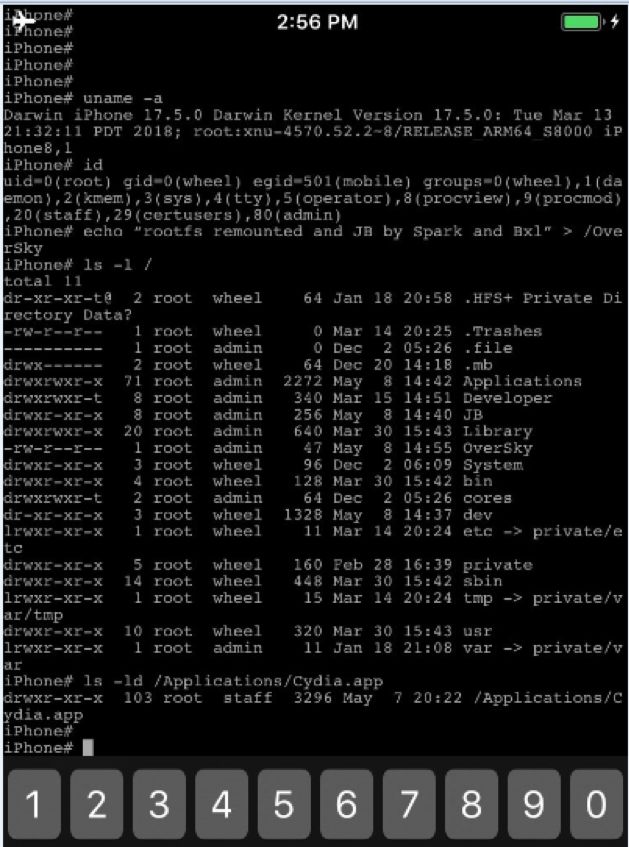 iPhone#
2:56 PM
iPhone#
iPhone#
iPhone#
iPhone#
iPhone# uname -a
Darwin iPhone 17.5.0 Darwin Kernel Version 17.5.0: Tue Mar 13
21:32:11 PDT 2018; root:xnu-4570.52.2~8/RELEASE_ARM64_S8000 iP
hone8,1
iPhone# id
uid=0(root) gid=0(wheel) egid=501(mobile) groups=0(wheel),1(da
emon),2(kmem),3(sys),4(tty),5(operator),8(procview),9(procmod)
,20(staff),29(certusers),80(admin)
iPhone# echo "rootfs remounted and JB by Spark and Bxl" > /Ove
rSky
iPhone# ls -l /
total 11
dr-xr-xr-t@  2 root  wheel    64 Jan 18 20:58 .HFS+ Private Di
rectory Data?
-rw-r--r--   1 root  wheel     0 Mar 14 20:25 .Trashes
----------   1 root  admin     0 Dec  2 05:26 .file
drwx------   2 root  wheel    64 Dec 20 14:18 .mb
drwxrwxr-x  71 root  admin  2272 May  8 14:42 Applications
drwxrwxr-t   8 root  admin   340 Mar 15 14:51 Developer
drwxr-xr-x   8 root  admin   256 May  8 14:40 JB
drwxrwxr-x  20 root  admin   640 Mar 30 15:43 Library
-rw-r--r--   1 root  admin    47 May  8 14:55 OverSky
drwxr-xr-x   3 root  wheel    96 Dec  2 06:09 System
drwxr-xr-x   4 root  wheel   128 Mar 30 15:42 bin
drwxrwxr-t   2 root  admin    64 Dec  2 05:26 cores
dr-xr-xr-x   3 root  wheel  1328 May  8 14:37 dev
lrwxr-xr-x   1 root  wheel    11 Mar 14 20:24 etc -> private/e
tc
drwxr-xr-x   5 root  wheel   160 Feb 28 16:39 private
drwxr-xr-x  14 root  wheel   448 Mar 30 15:42 sbin
lrwxr-xr-x   1 root  wheel    15 Mar 14 20:24 tmp -> private/v
ar/tmp
drwxr-xr-x  10 root  wheel   320 Mar 30 15:43 usr
lrwxr-xr-x   1 root  admin    11 Jan 18 21:08 var -> private/v
ar
iPhone# ls -ld /Applications/Cydia.app
drwxr-xr-x  103 root  staff  3296 May  7 20:22 /Applications/C
ydia.app
iPhone#
iPhone#
1 2 3 4 5 6 7 8 9 0